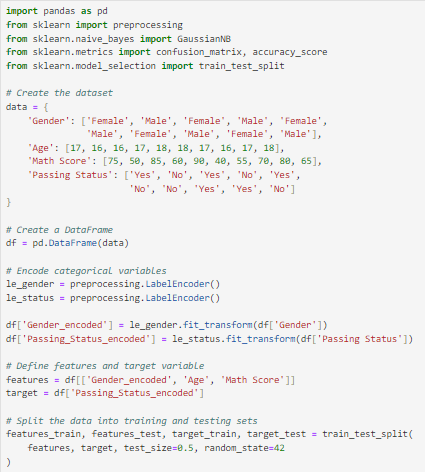 import pandas as pd
from sklearn import preprocessing
from sklearn.naive_bayes import GaussianNB
from sklearn.metrics import confusion_matrix, accuracy_score
from sklearn.model_selection import train_test_split

# Create the dataset
data = {
    'Gender': ['Female', 'Male', 'Female', 'Male', 'Female',
               'Male', 'Female', 'Male', 'Female', 'Male'],
    'Age': [17, 16, 16, 17, 18, 18, 17, 16, 17, 18],
    'Math Score': [75, 50, 85, 60, 90, 40, 55, 70, 80, 65],
    'Passing Status': ['Yes', 'No', 'Yes', 'No', 'Yes',
                       'No', 'No', 'Yes', 'Yes', 'No']
}

# Create a DataFrame
df = pd.DataFrame(data)

# Encode categorical variables
le_gender = preprocessing.LabelEncoder()
le_status = preprocessing.LabelEncoder()

df['Gender_encoded'] = le_gender.fit_transform(df['Gender'])
df['Passing_Status_encoded'] = le_status.fit_transform(df['Passing Status'])

# Define features and target variable
features = df[['Gender_encoded', 'Age', 'Math Score']]
target = df['Passing_Status_encoded']

# Split the data into training and testing sets
features_train, features_test, target_train, target_test = train_test_split(
    features, target, test_size=0.5, random_state=42
)